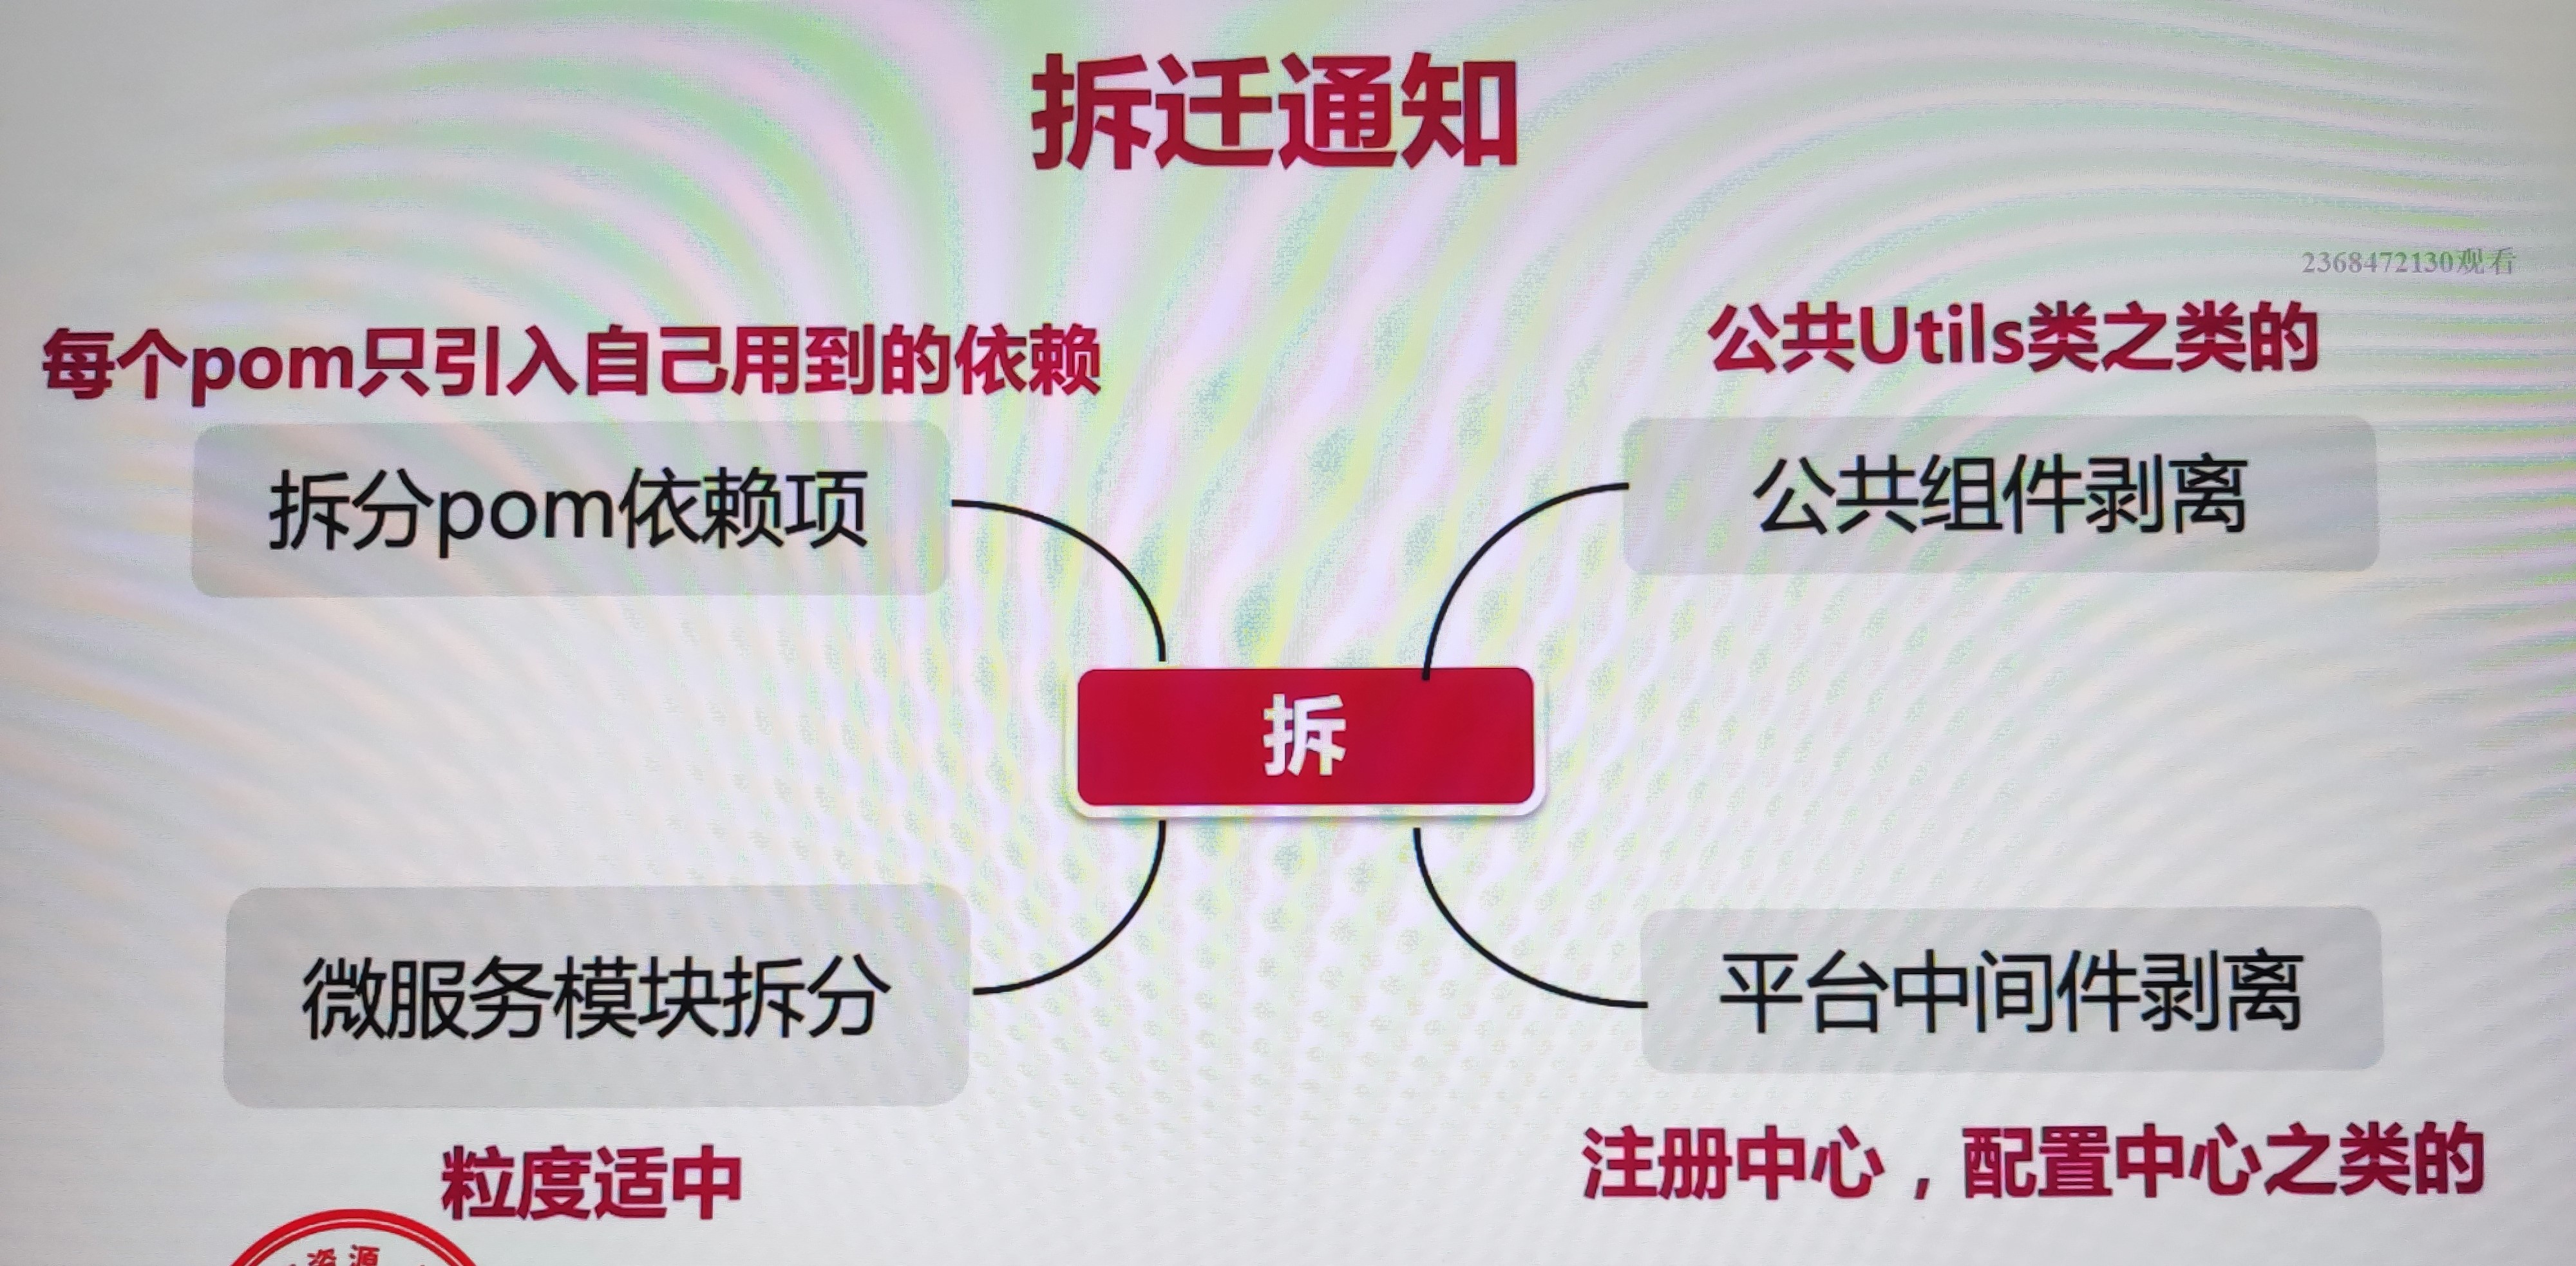 拆迁通知
2368472130观看
每个pom只引入自己用到的依赖
公共Utils类之类的
拆分pom依赖项
公共组件剥离
拆
微服务模块拆分
平台中间件剥离
粒度适中
注册中心，配置中心之类的
资源